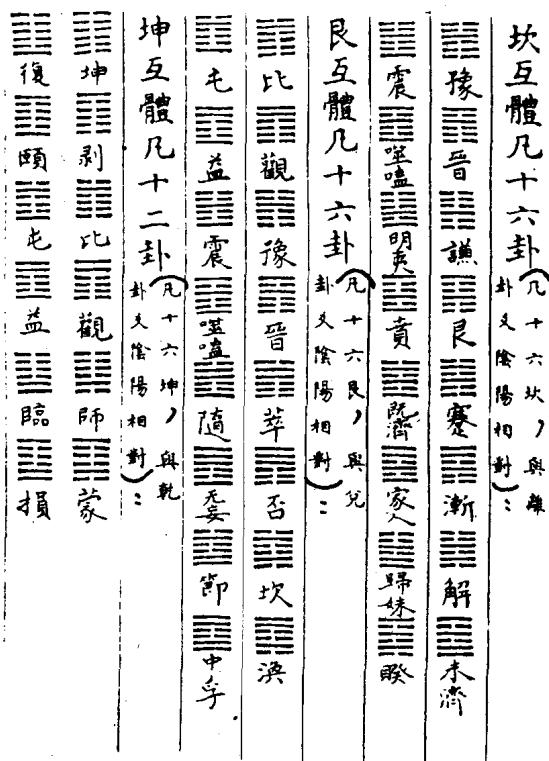 坎互體凡十六卦（凡十六坎，與離卦爻陰陽相對）：
豫 晋 謙 艮 蹇 漸 解 未濟
震 噬嗑 明夷 賁 既濟 家人 歸妹 睽
艮互體凡十六卦（凡十六艮，與兌卦爻陰陽相對）：
比 觀 豫 晋 萃 否 坎 渙
屯 益 震 噬嗑 隨 无妄 節 中孚
坤互體凡十二卦（凡十六坤，與乾卦爻陰陽相對）：
坤 剥 比 觀 師 蒙
復 頤 屯 益 臨 損